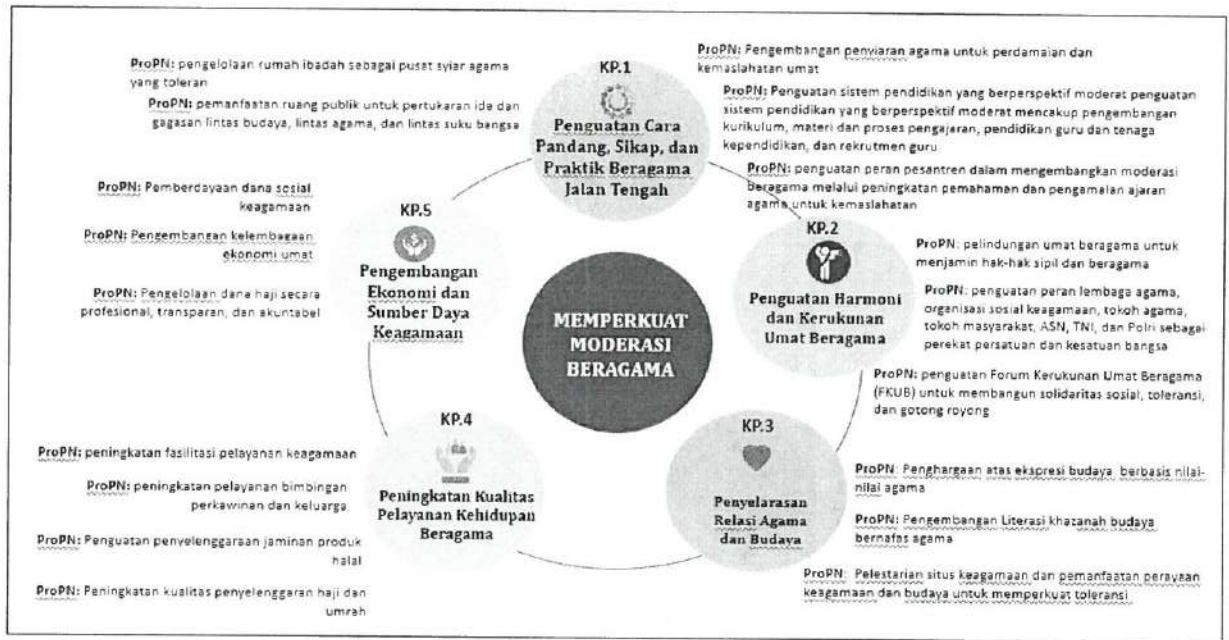 ProPN: pengelolaan rumah ibadah sebagai pusat syiar agama
yang toleran
ProPN: pemanfaatan ruang publik untuk pertukaran ide dan
gagasan lintas budaya, lintas agama, dan lintas suku bangsa
KP.1
Penguatan Cara
Pandang, Sikap, dan
Praktik Beragama
Jalan Tengah
ProPN: Pengembangan penyiaran agama untuk perdamaian dan
kemaslahatan umat
ProPN: Penguatan sistem pendidikan yang berperspektif moderat penguatan
sistem pendidikan yang berperspektif moderat mencakup pengembangan
kurikulum, materi dan proses pengajaran, pendidikan guru dan tenaga
kependidikan, dan rekrutmen guru
ProPN: penguatan peran pesantren dalam mengembangkan moderasi
Beragama melalui peningkatan pemahaman dan pengamalan ajaran
agama untuk kemaslahatan
KP.2
Penguatan Harmoni
dan Kerukunan
Umat Beragama
ProPN: pelindungan umat beragama untuk
menjamin hak-hak sipil dan beragama
ProPN: penguatan peran lembaga agama,
organisasi sosial keagamaan, tokoh agama,
tokoh masyarakat, ASN, TNI, dan Polri sebagai
perekat persatuan dan kesatuan bangsa
ProPN: penguatan Forum Kerukunan Umat Beragama
(FKUB) untuk membangun solidaritas sosial, toleransi,
dan gotong royong
KP.3
Penyelarasan
Relasi Agama
dan Budaya
ProPN: Penghargaan atas ekspresi budaya berbasis nilai-
nilai agama
ProPN: Pengembangan Literasi khazanah budaya
bernafas agama
ProPN: Pelestarian situs keagamaan dan pemanfaatan perayaan
keagamaan dan budaya untuk memperkuat toleransi
KP.4
Peningkatan Kualitas
Pelayanan Kehidupan
Beragama
ProPN: peningkatan fasilitasi pelayanan keagamaan
ProPN: peningkatan pelayanan bimbingan
perkawinan dan keluarga
ProPN: Penguatan penyelenggaraan jaminan produk
halal
ProPN: Peningkatan kualitas penyelenggaran haji dan
umrah
KP.5
Pengembangan
Ekonomi dan
Sumber Daya
Keagamaan
ProPN: Pemberdayaan dana sosial
keagamaan
ProPN: Pengembangan kelembagaan
ekonomi umat
ProPN: Pengelolaan dana haji secara
profesional, transparan, dan akuntabel
MEMPERKUAT
MODERASI
BERAGAMA